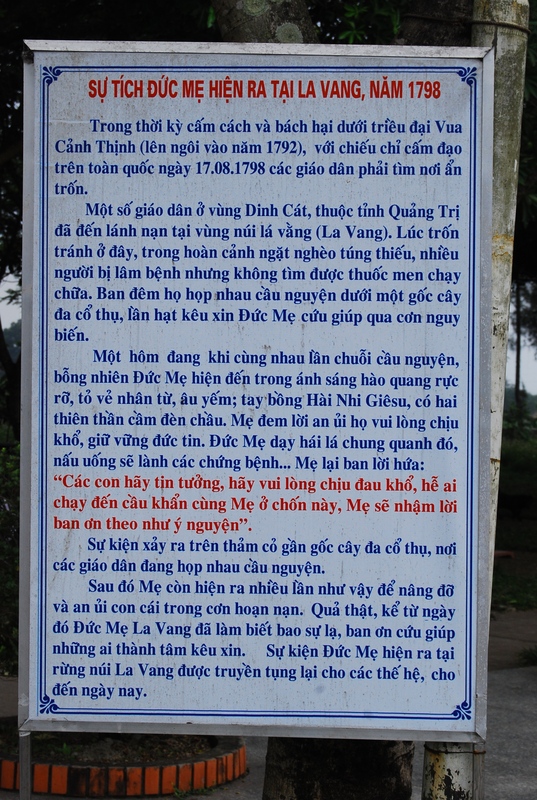 SỰ TÍCH ĐỨC MẸ HIỆN RA TẠI LA VANG, NĂM 1798
Trong thời kỳ cấm cách và bách hại dưới triều đại Vua
Cảnh Thịnh (lên ngôi vào năm 1792), với chiếu chỉ cấm đạo
trên toàn quốc ngày 17.08.1798 các giáo dân phải tìm nơi ẩn
trốn.
Một số giáo dân ở vùng Dinh Cát, thuộc tỉnh Quảng Trị
đã đến lánh nạn tại vùng núi lá vằng (La Vang). Lúc trốn
tránh ở đây, trong hoàn cảnh ngặt nghèo túng thiếu, nhiều
người bị lâm bệnh nhưng không tìm được thuốc men chạy
chữa. Ban đêm họ họp nhau cầu nguyện dưới một gốc cây
đa cổ thụ, lần hạt kêu xin Đức Mẹ cứu giúp qua cơn nguy
biến.
Một hôm đang khi cùng nhau lần chuỗi cầu nguyện,
bỗng nhiên Đức Mẹ hiện đến trong ánh sáng hào quang rực
rỡ, tỏ vẻ nhân từ, âu yếm; tay bồng Hài Nhi Giêsu, có hai
thiên thần cầm đèn chầu. Mẹ đem lời an ủi họ vui lòng chịu
khổ, giữ vững đức tin. Đức Mẹ dạy hái lá chung quanh đó,
nấu uống sẽ lành các chứng bệnh... Mẹ lại ban lời hứa:
“Các con hãy tin tưởng, hãy vui lòng chịu đau khổ, hễ ai
chạy đến cầu khẩn cùng Mẹ ở chốn này, Mẹ sẽ nhậm lời
ban ơn theo như ý nguyện”.
Sự kiện xảy ra trên thảm cỏ gần gốc cây đa cổ thụ, nơi
các giáo dân đang họp nhau cầu nguyện.
Sau đó Mẹ còn hiện ra nhiều lần như vậy để nâng đỡ
và an ủi con cái trong cơn hoạn nạn. Quả thật, kể từ ngày
đó Đức Mẹ La Vang đã làm biết bao sự lạ, ban ơn cứu giúp
những ai thành tâm kêu xin. Sự kiện Đức Mẹ hiện ra tại
rừng núi La Vang được truyền tụng lại cho các thế hệ, cho
đến ngày nay.